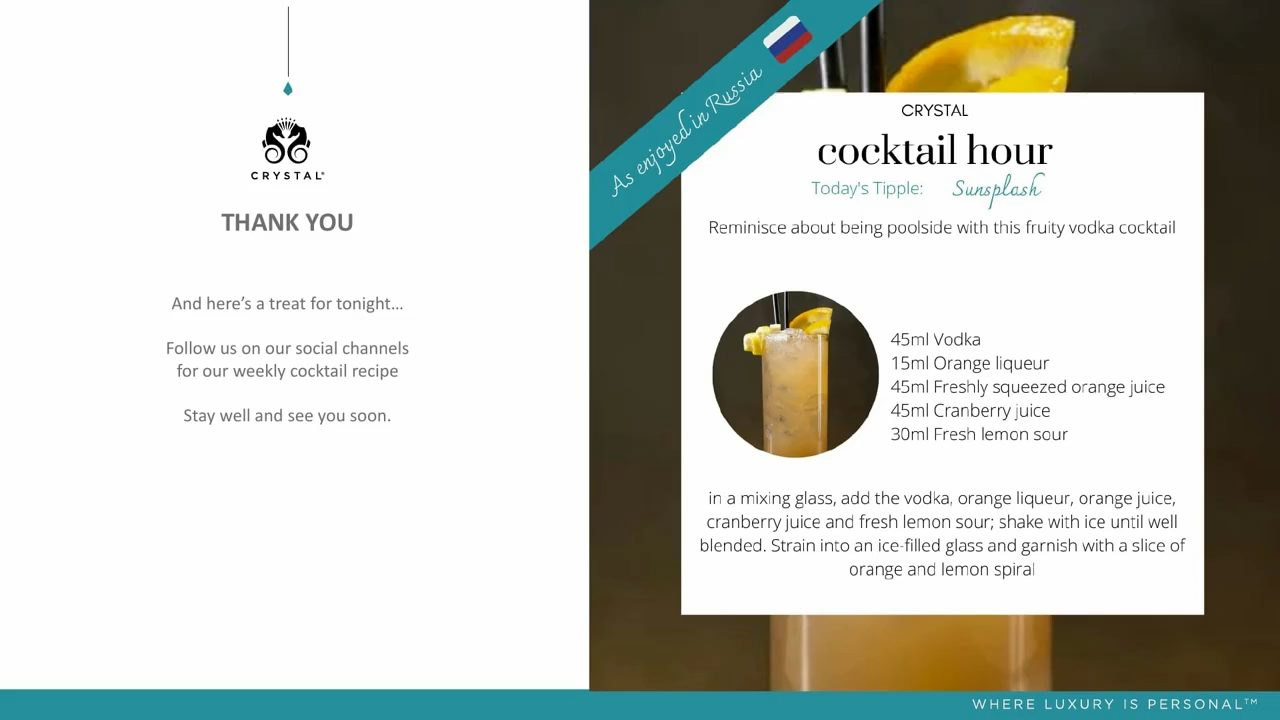 CRYSTAL®
THANK YOU
And here's a treat for tonight...
Follow us on our social channels
for our weekly cocktail recipe
Stay well and see you soon.
As enjoyed in Russia
CRYSTAL
cocktail hour
Today's Tipple: Sunsplash
Reminisce about being poolside with this fruity vodka cocktail
45ml Vodka
15ml Orange liqueur
45ml Freshly squeezed orange juice
45ml Cranberry juice
30ml Fresh lemon sour
in a mixing glass, add the vodka, orange liqueur, orange juice,
cranberry juice and fresh lemon sour; shake with ice until well
blended. Strain into an ice-filled glass and garnish with a slice of
orange and lemon spiral
WHERE LUXURY IS PERSONAL™